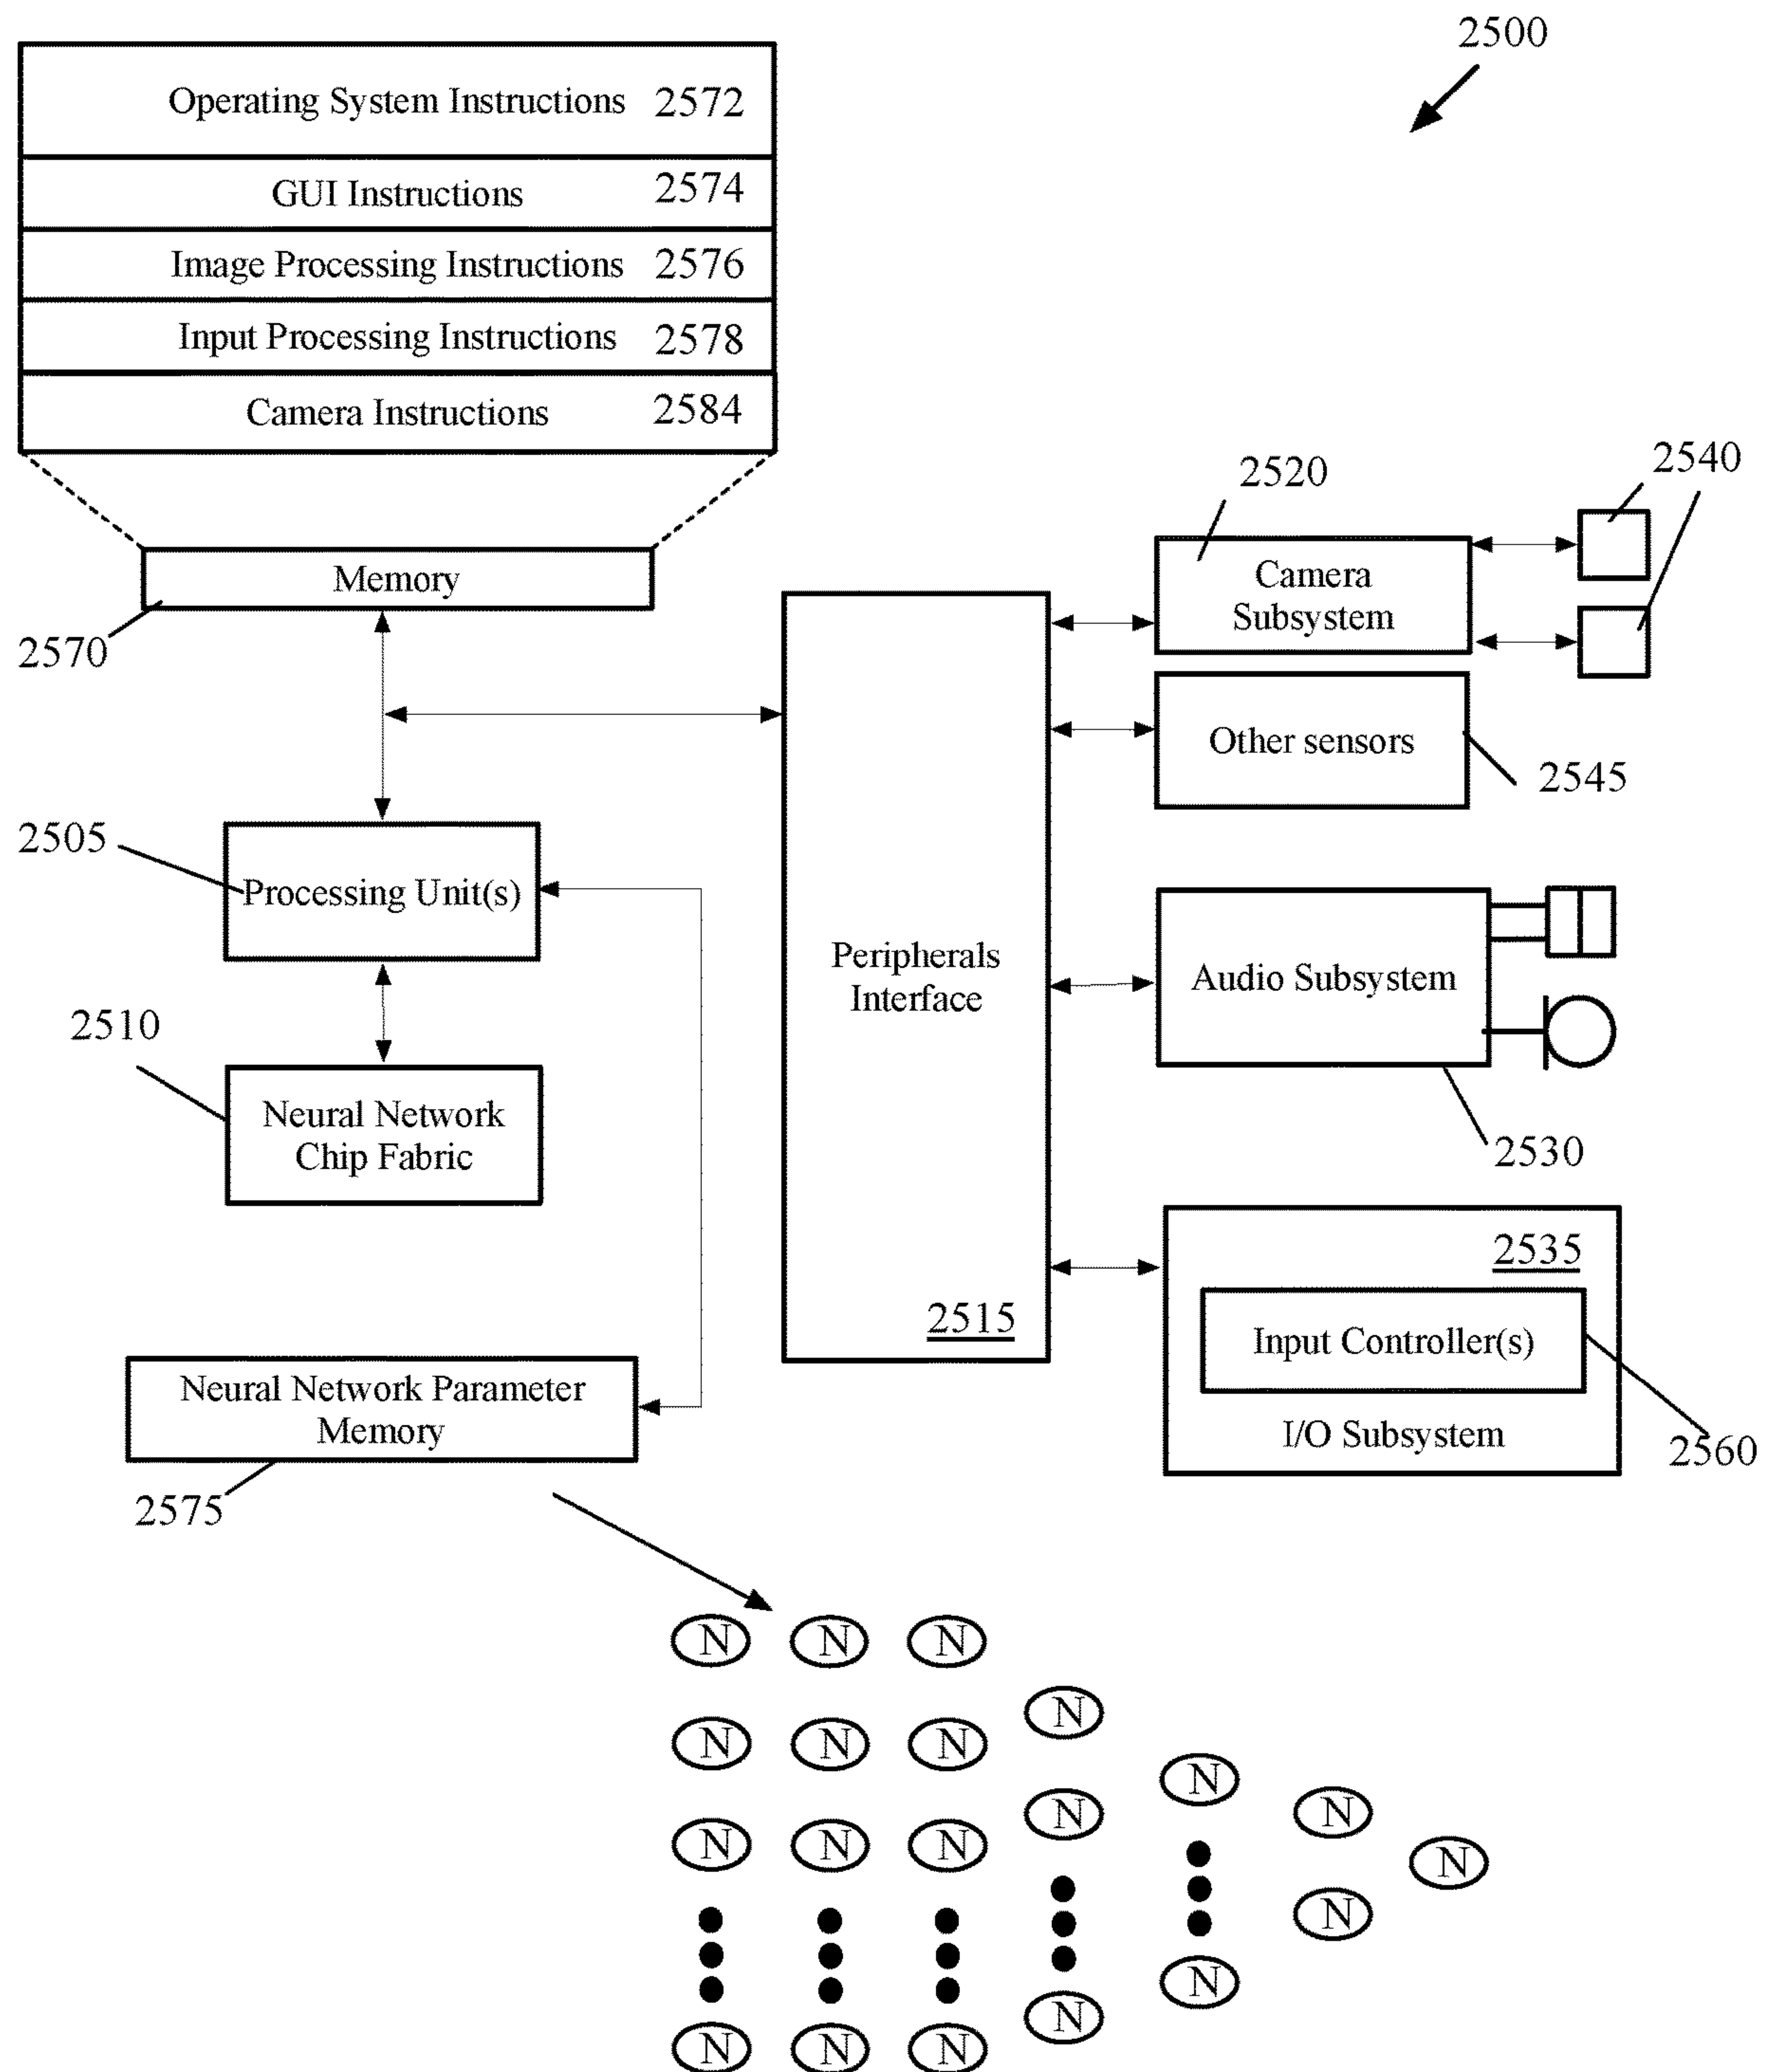 2500
Operating System Instructions 2572
GUI Instructions 2574
Image Processing Instructions 2576
Input Processing Instructions 2578
Camera Instructions 2584
2520
2540
Memory
2570
Camera
Subsystem
Other sensors
2545
2505
Processing Unit(s)
Peripherals
Interface
2515
Audio Subsystem
2530
2510
Neural Network
Chip Fabric
2535
Input Controller(s)
I/O Subsystem
2560
Neural Network Parameter
Memory
2575
N N N
N
N N N
N
N
N
N N N
N
N
N
N
N N N